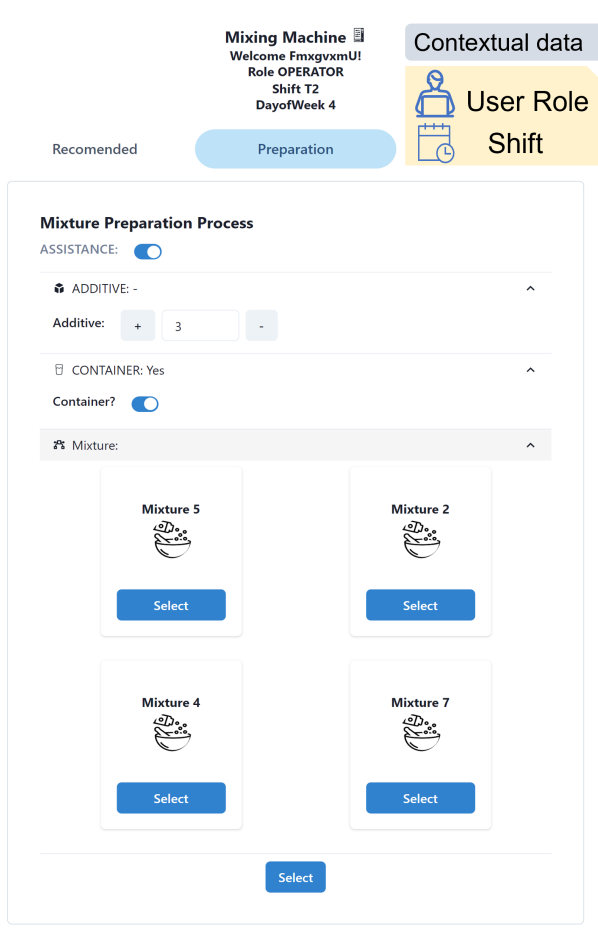 Mixing Machine
Welcome FmxgvxmU!
Role OPERATOR
Shift T2
DayofWeek 4
Contextual data
User Role
Shift
Recomended
Preparation
Mixture Preparation Process
ASSISTANCE:
ADDITIVE: -
Additive:
+
3
-
CONTAINER: Yes
Container?
Mixture:
Mixture 5
Mixture 2
Select
Select
Mixture 4
Mixture 7
Select
Select
Select